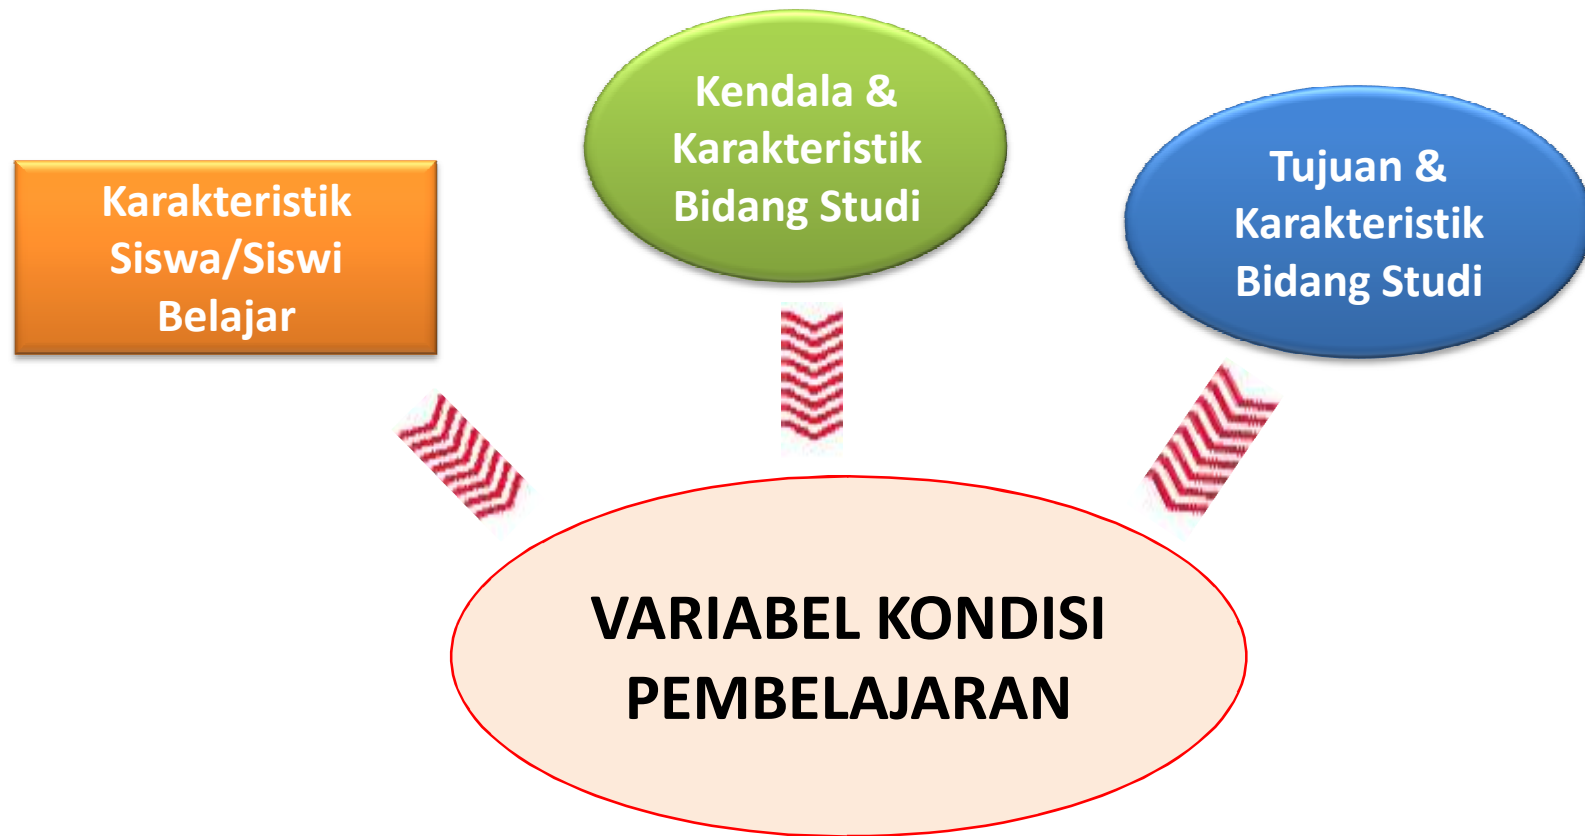 Karakteristik
Siswa/Siswi
Belajar
Kendala &
Karakteristik
Bidang Studi
Tujuan &
Karakteristik
Bidang Studi
VARIABEL KONDISI
PEMBELAJARAN